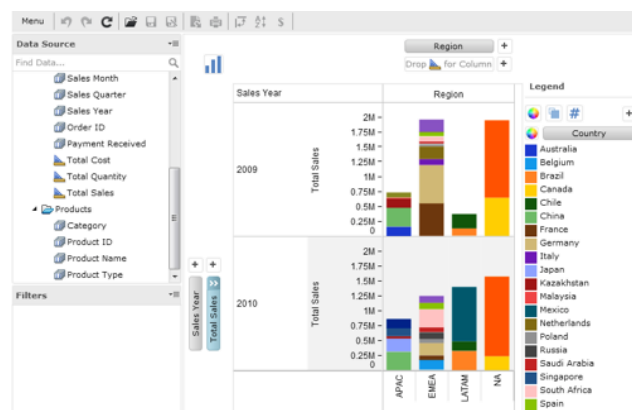 Menu
$
Data Source
Find Data...
Sales Month
Sales Quarter
Sales Year
Order ID
Payment Received
Total Cost
Total Quantity
Total Sales
Products
Category
Product ID
Product Name
Product Type
Filters
Region +
Drop for Column +
+ +
Sales Year
Total Sales
Sales Year
Region
2009
Total Sales
2M
1.75M
1.5M
1.25M
1M
0.75M
0.5M
0.25M
0
2010
Total Sales
2M
1.75M
1.5M
1.25M
1M
0.75M
0.5M
0.25M
0
APAC
EMEA
LATAM
NA
Legend
# +
Country
Australia
Belgium
Brazil
Canada
Chile
China
France
Germany
Italy
Japan
Kazakhstan
Malaysia
Mexico
Netherlands
Poland
Russia
Saudi Arabia
Singapore
South Africa
Spain